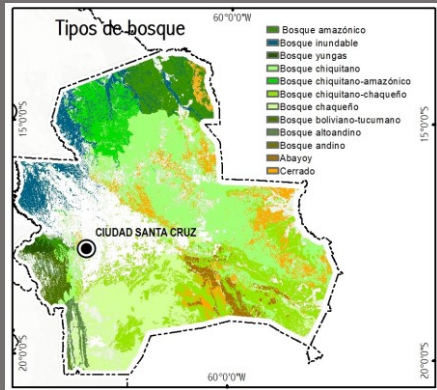 Tipos de bosque
60°0'0"W
Bosque amazónico
Bosque inundable
Bosque yungas
Bosque chiquitano
Bosque chiquitano-amazónico
Bosque chiquitano-chaqueño
Bosque chaqueño
Bosque boliviano-tucumano
Bosque altoandino
Bosque andino
Abayoy
Cerrado
15°0'0"S
15°0'0"S
CIUDAD SANTA CRUZ
20°0'0"S
20°0'0"S
60°0'0"W